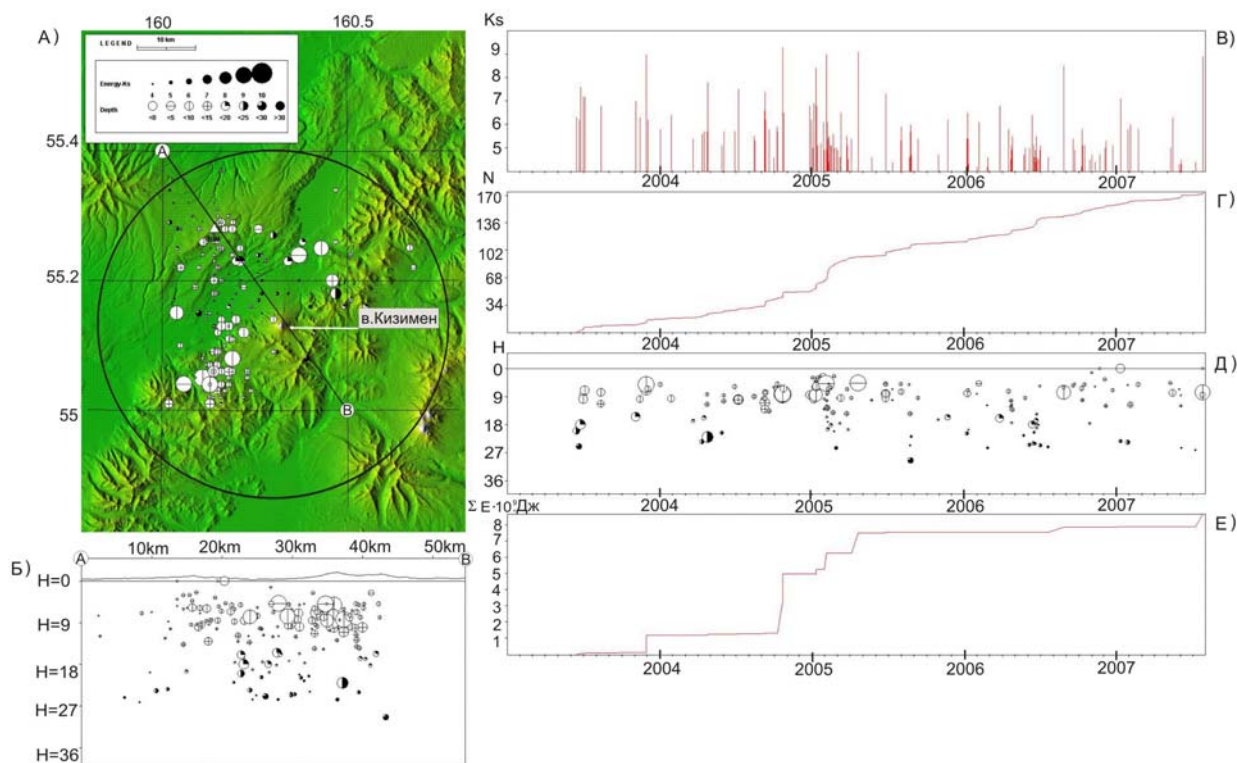 А)
160 160.5
LEGEND 10 km
Energy-Ks
4 5 6 7 8 9 10
Depth
<0 <5 <10 <15 <20 <25 <30 >30
55.4
A
55.2
в.Кизимен
55
B
Б)
10km 20km 30km 40km 50km
A B
H=0
H=9
H=18
H=27
H=36
Ks
В)
9
8
7
6
5
2004 2005 2006 2007
N
Г)
170
136
102
68
34
2004 2005 2006 2007
H
Д)
0
9
18
27
36
2004 2005 2006 2007
Σ E·10⁹Дж
Е)
8
7
6
5
4
3
2
1
2004 2005 2006 2007